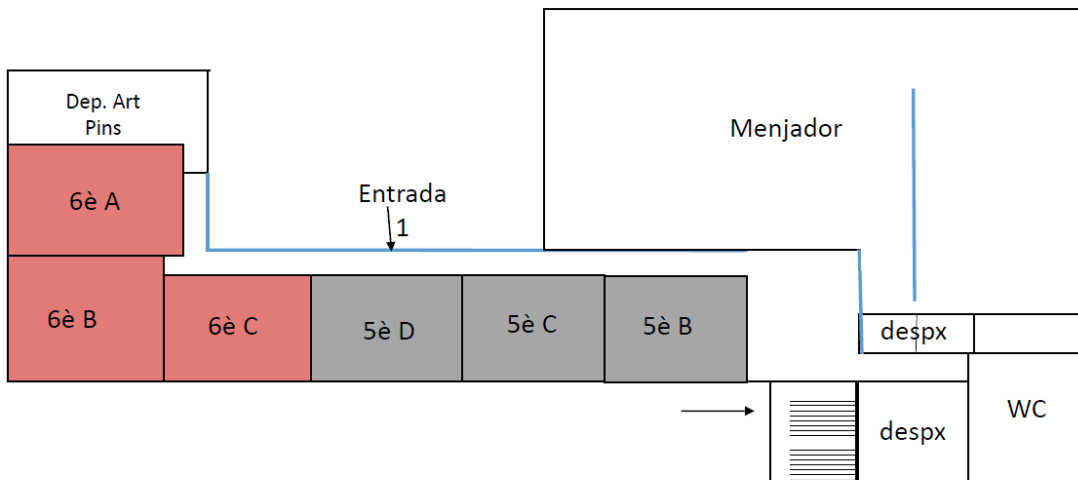 Dep. Art
Pins
Menjador
6è A
Entrada
1
6è B
6è C
5è D
5è C
5è B
despx
despx
WC